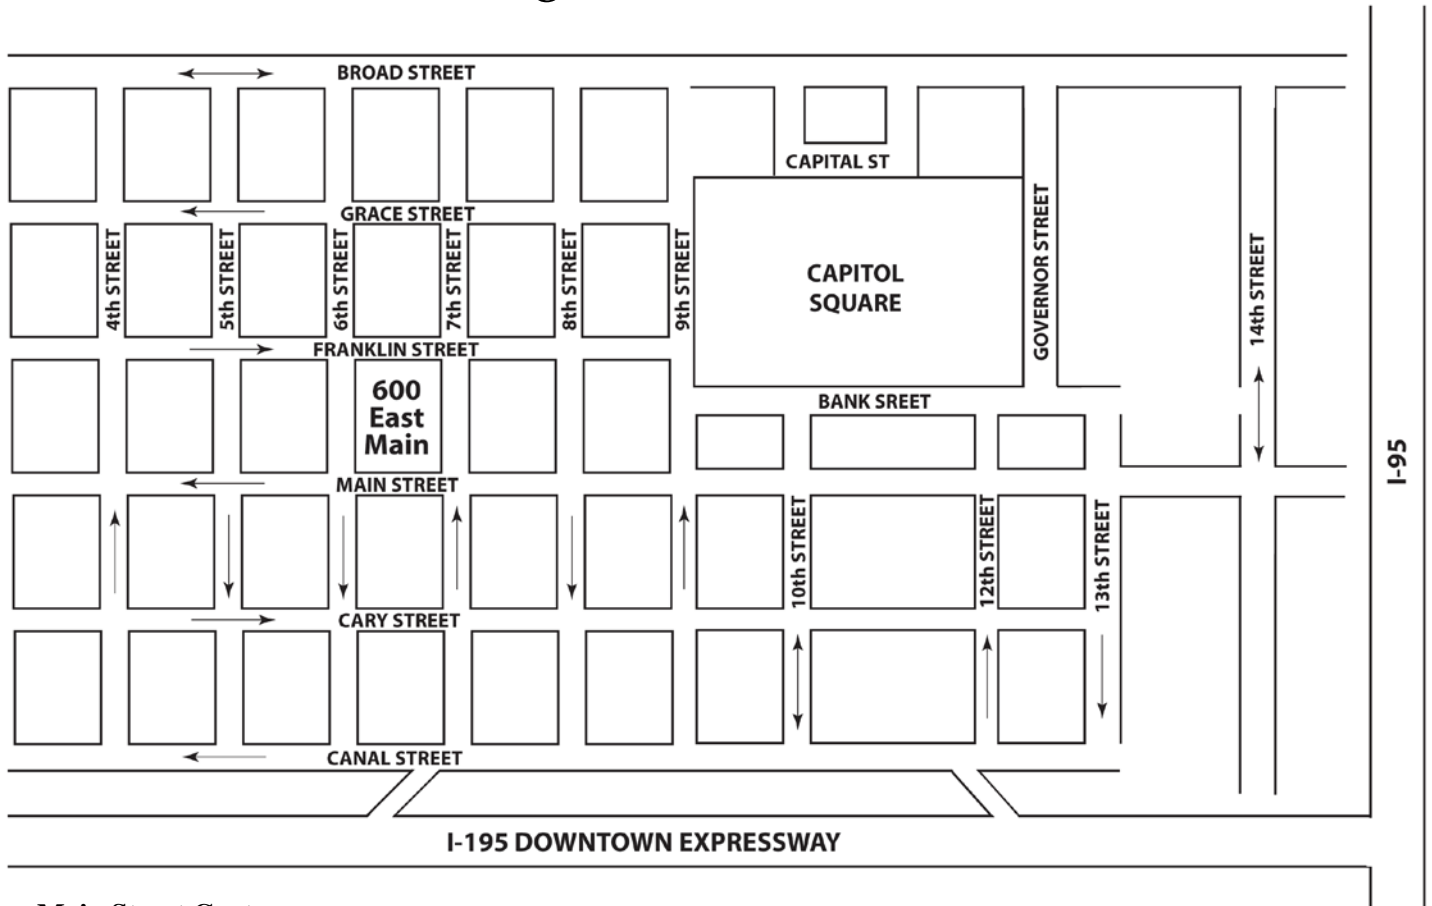 BROAD STREET
CAPITAL ST
GRACE STREET
4th STREET
5th STREET
6th STREET
7th STREET
8th STREET
9th STREET
CAPITOL
SQUARE
GOVERNOR STREET
14th STREET
FRANKLIN STREET
600
East
Main
BANK SREET
I-95
MAIN STREET
10th STREET
12th STREET
13th STREET
CARY STREET
CANAL STREET
I-195 DOWNTOWN EXPRESSWAY